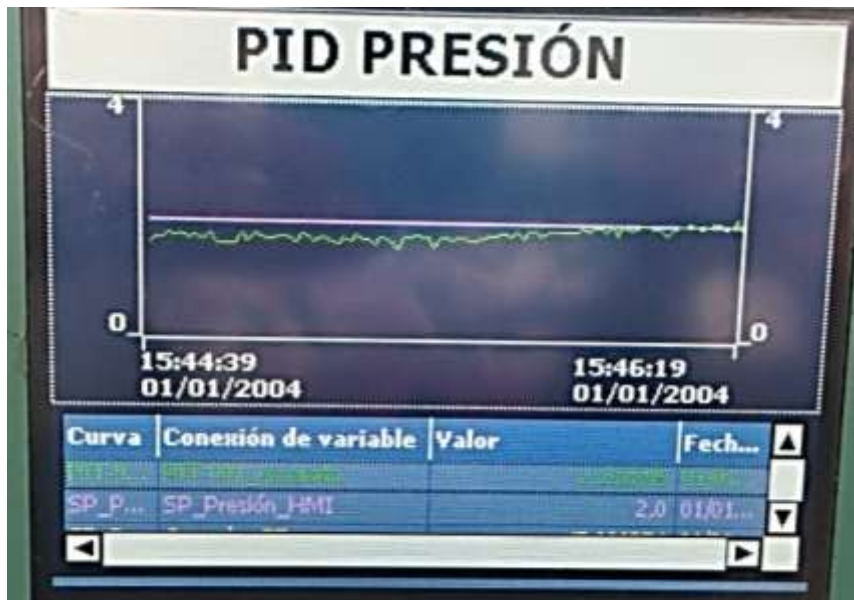 PID PRESIÓN
4 4
0 0
15:44:39 15:46:19
01/01/2004 01/01/2004
Curva Conexión de variable Valor Fech...
SP_P... SP_Presión_HMI 2.0 01/01...